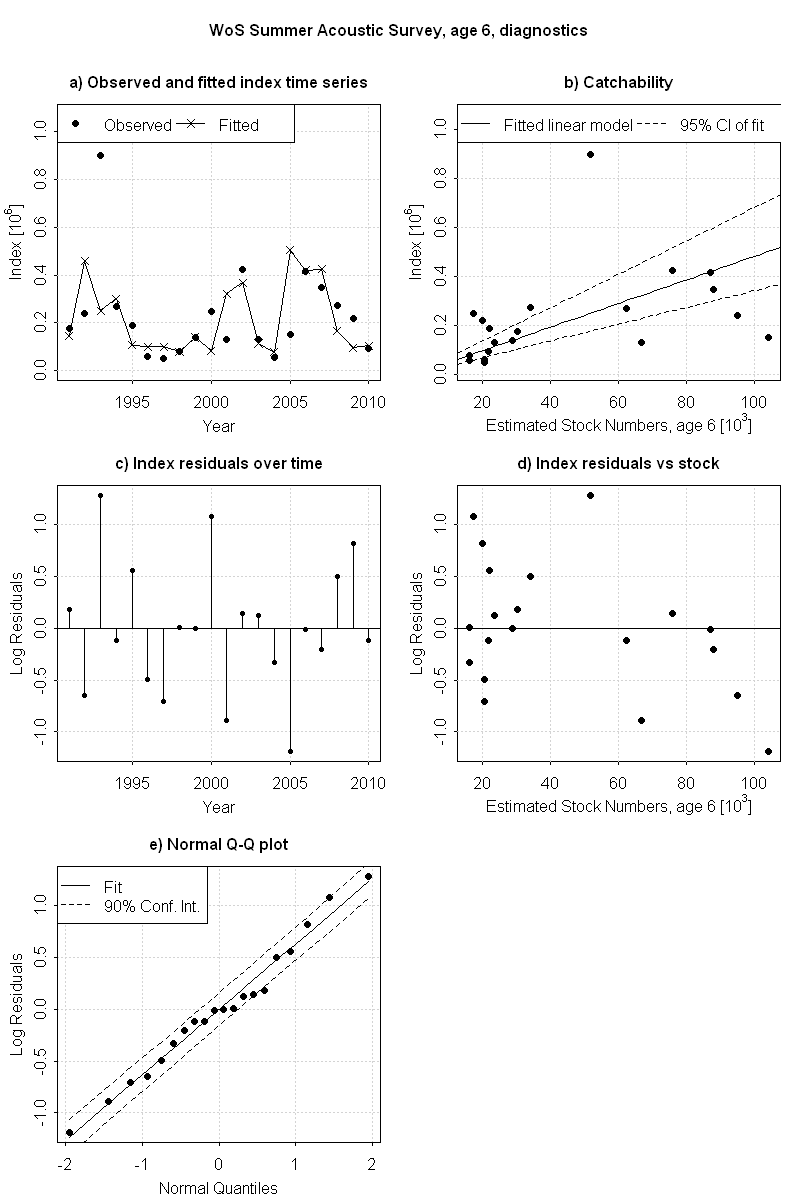 WoS Summer Acoustic Survey, age 6, diagnostics
a) Observed and fitted index time series
Observed Fitted
Index [10^6]
0.0 0.2 0.4 0.6 0.8 1.0
1995 2000 2005 2010
Year
b) Catchability
Fitted linear model 95% CI of fit
Index [10^6]
0.0 0.2 0.4 0.6 0.8 1.0
20 40 60 80 100
Estimated Stock Numbers, age 6 [10^3]
c) Index residuals over time
Log Residuals
-1.0 -0.5 0.0 0.5 1.0
1995 2000 2005 2010
Year
d) Index residuals vs stock
Log Residuals
-1.0 -0.5 0.0 0.5 1.0
20 40 60 80 100
Estimated Stock Numbers, age 6 [10^3]
e) Normal Q-Q plot
Fit
90% Conf. Int.
Log Residuals
-1.0 -0.5 0.0 0.5 1.0
-2 -1 0 1 2
Normal Quantiles